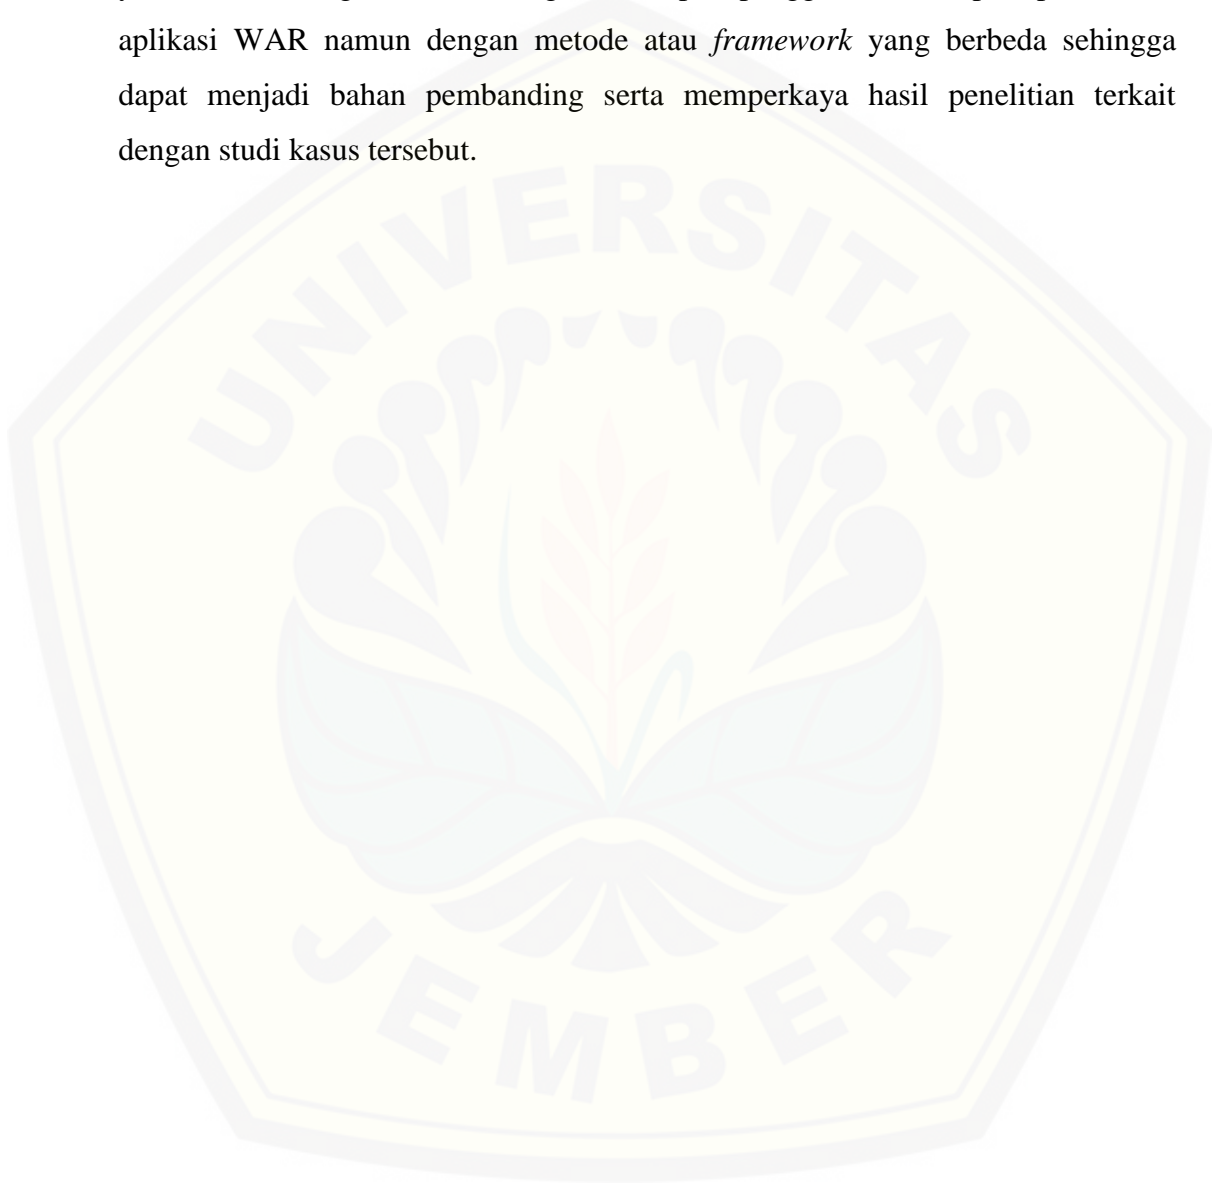 aplikasi WAR namun dengan metode atau framework yang berbeda sehingga
dapat menjadi bahan pembanding serta memperkaya hasil penelitian terkait
dengan studi kasus tersebut.
UNIVERSITAS
JEMBER